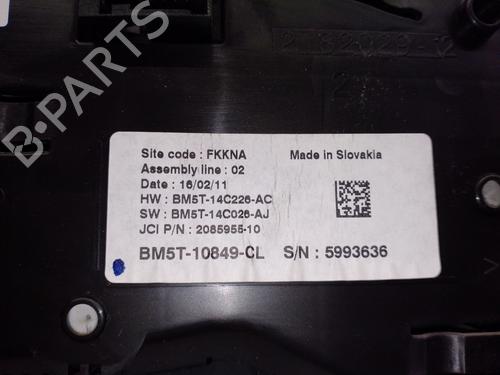 B-PARTS
Site code : FKKNA Made in Slovakia
Assembly line : 02
Date : 16/02/11
HW : BM5T-14C226-AC
SW : BM5T-14C026-AJ
JCI P/N : 2085955-10
BM5T-10849-CL S/N : 5993636